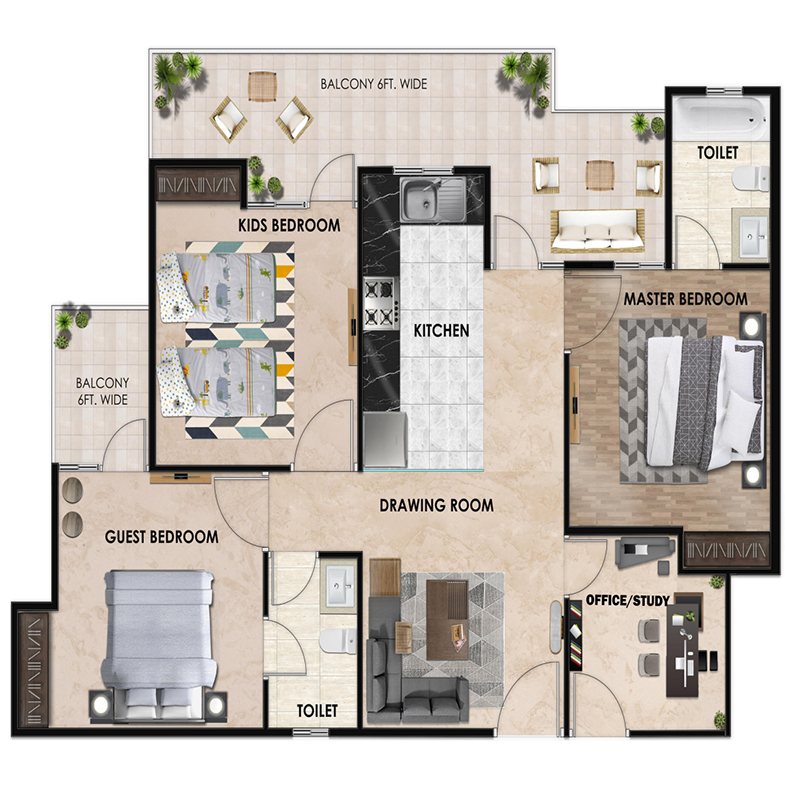 BALCONY 6FT. WIDE
TOILET
KIDS BEDROOM
MASTER BEDROOM
KITCHEN
BALCONY
6FT. WIDE
DRAWING ROOM
GUEST BEDROOM
OFFICE/STUDY
TOILET